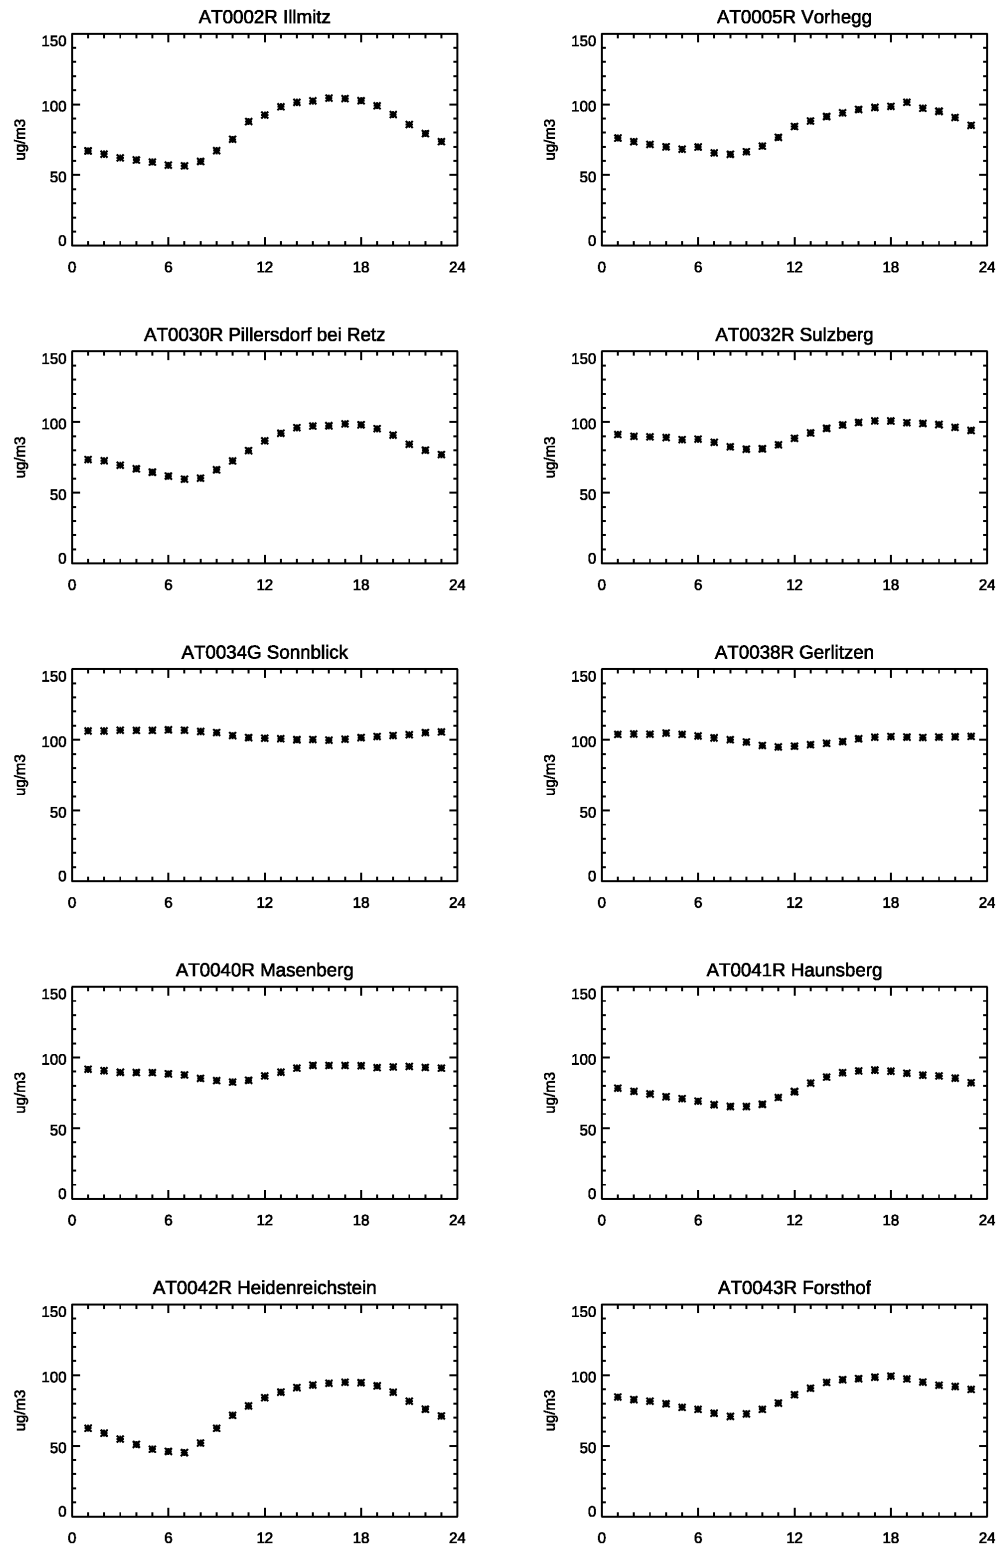 AT0002R Illmitz
150
100
50
0
ug/m3
0 6 12 18 24
AT0005R Vorhegg
150
100
50
0
ug/m3
0 6 12 18 24
AT0030R Pillersdorf bei Retz
150
100
50
0
ug/m3
0 6 12 18 24
AT0032R Sulzberg
150
100
50
0
ug/m3
0 6 12 18 24
AT0034G Sonnblick
150
100
50
0
ug/m3
0 6 12 18 24
AT0038R Gerlitzen
150
100
50
0
ug/m3
0 6 12 18 24
AT0040R Masenberg
150
100
50
0
ug/m3
0 6 12 18 24
AT0041R Haunsberg
150
100
50
0
ug/m3
0 6 12 18 24
AT0042R Heidenreichstein
150
100
50
0
ug/m3
0 6 12 18 24
AT0043R Forsthof
150
100
50
0
ug/m3
0 6 12 18 24